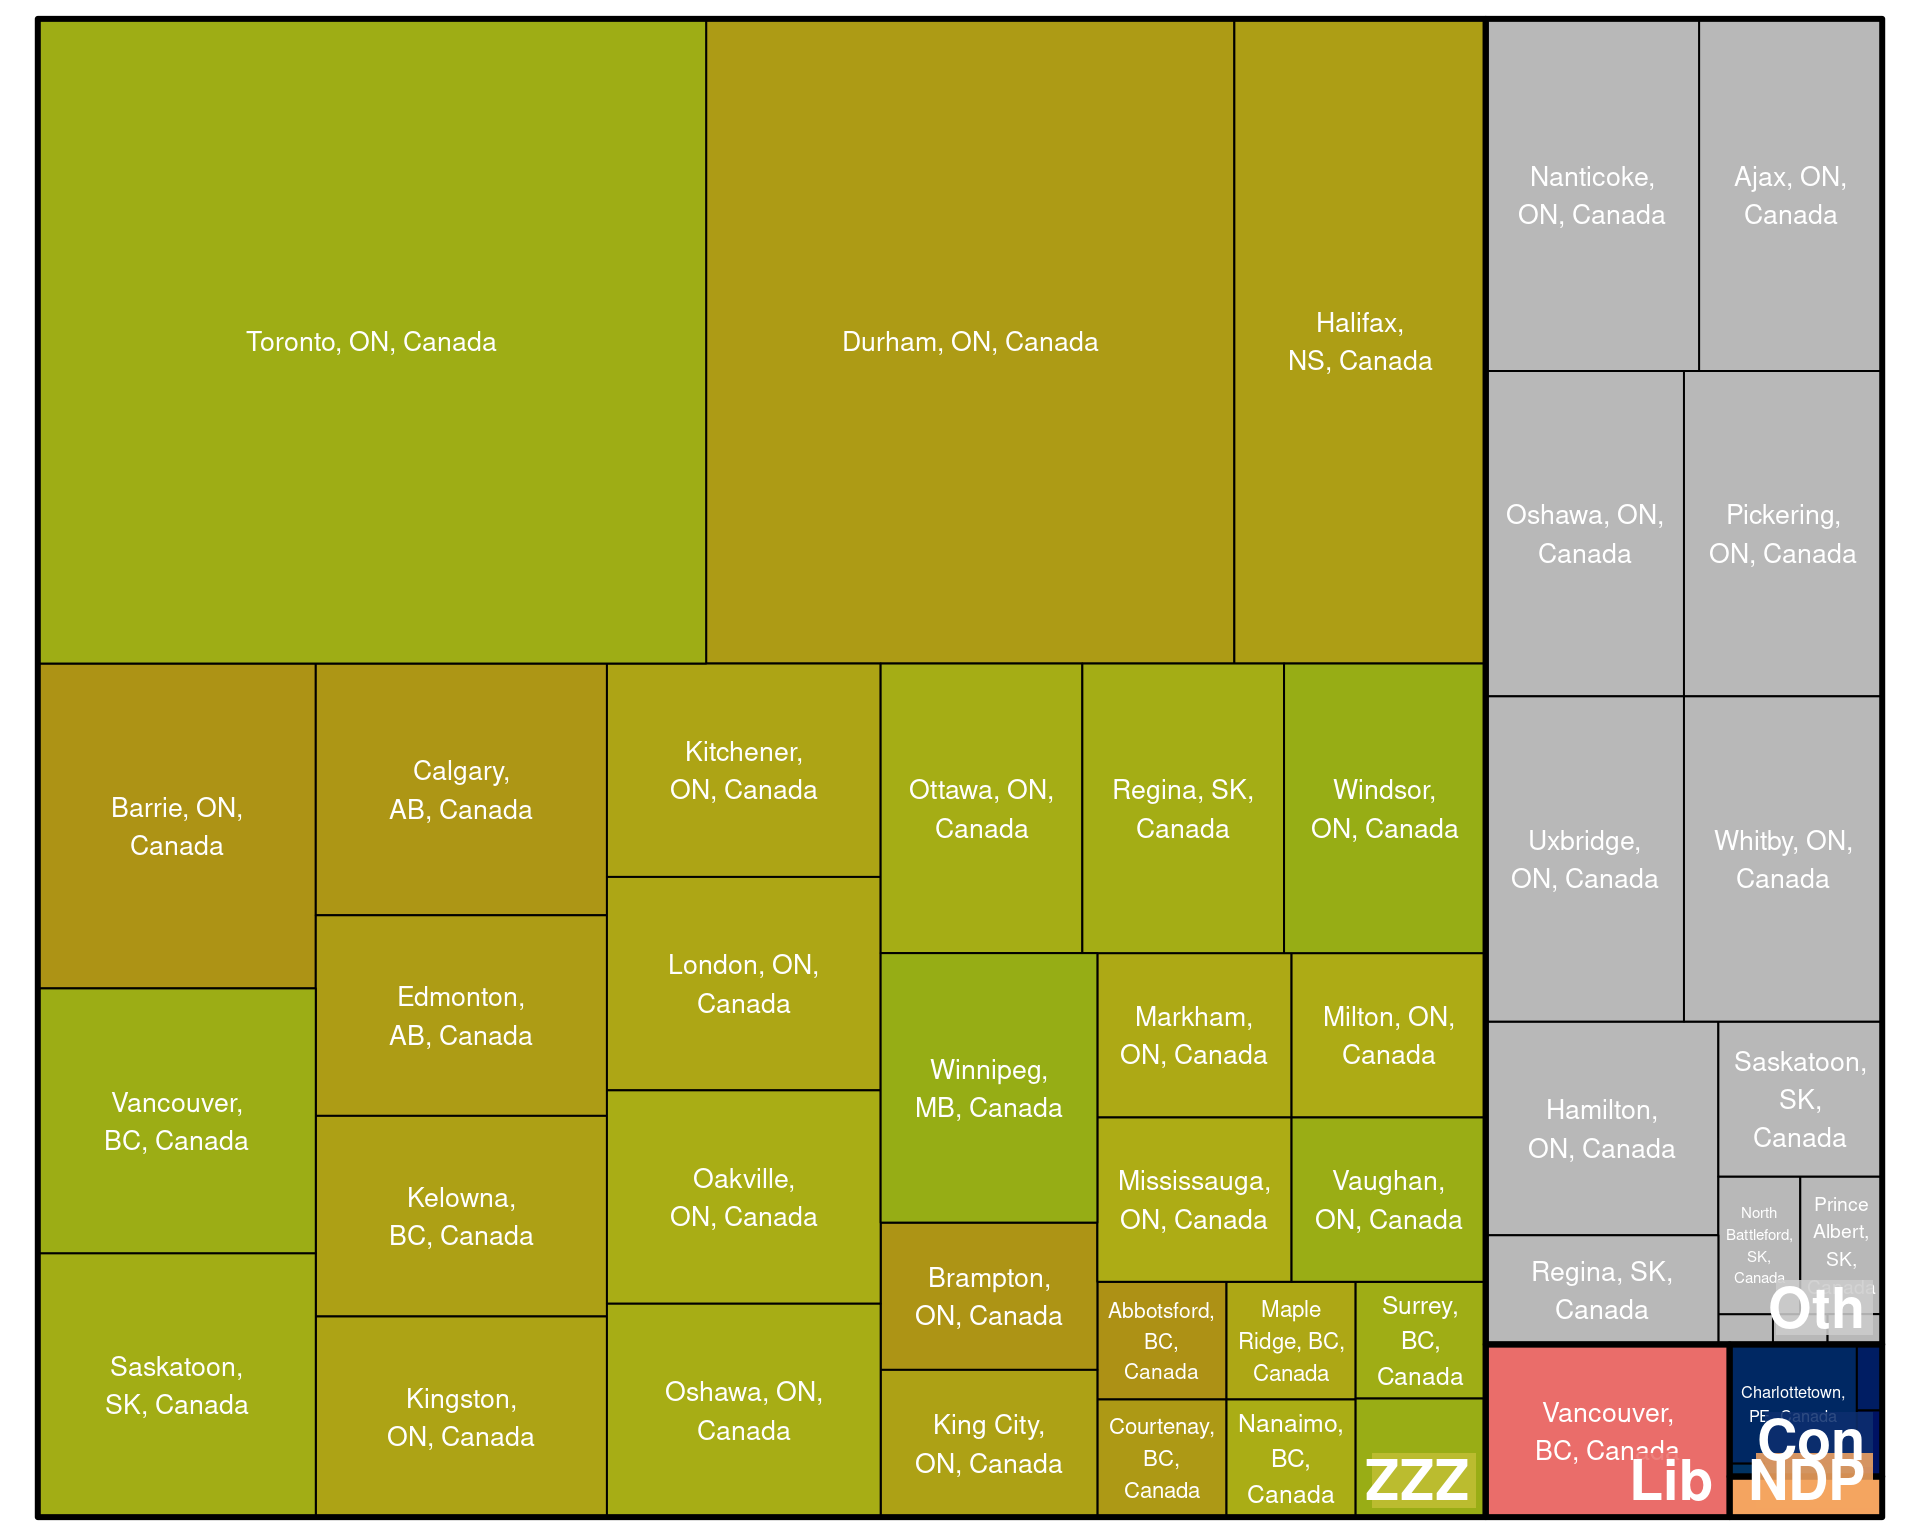 Toronto, ON, Canada
Durham, ON, Canada
Halifax,
NS, Canada
Barrie, ON,
Canada
Vancouver,
BC, Canada
Saskatoon,
SK, Canada
Calgary,
AB, Canada
Edmonton,
AB, Canada
Kelowna,
BC, Canada
Kingston,
ON, Canada
Kitchener,
ON, Canada
London, ON,
Canada
Oakville,
ON, Canada
Oshawa, ON,
Canada
Ottawa, ON,
Canada
Regina, SK,
Canada
Windsor,
ON, Canada
Winnipeg,
MB, Canada
Brampton,
ON, Canada
King City,
ON, Canada
Markham,
ON, Canada
Milton, ON,
Canada
Mississauga,
ON, Canada
Vaughan,
ON, Canada
Abbotsford,
BC,
Canada
Maple
Ridge, BC,
Canada
Surrey,
BC,
Canada
Courtenay,
BC,
Canada
Nanaimo,
BC,
Canada
ZZZ
Nanticoke,
ON, Canada
Ajax, ON,
Canada
Oshawa, ON,
Canada
Pickering,
ON, Canada
Uxbridge,
ON, Canada
Whitby, ON,
Canada
Hamilton,
ON, Canada
Saskatoon,
SK,
Canada
Regina, SK,
Canada
North
Battleford,
SK,
Canada
Prince
Albert,
SK,
Canada
Oth
Vancouver,
BC, Canada
Lib
Charlottetown,
PE, Canada
Con
NDP